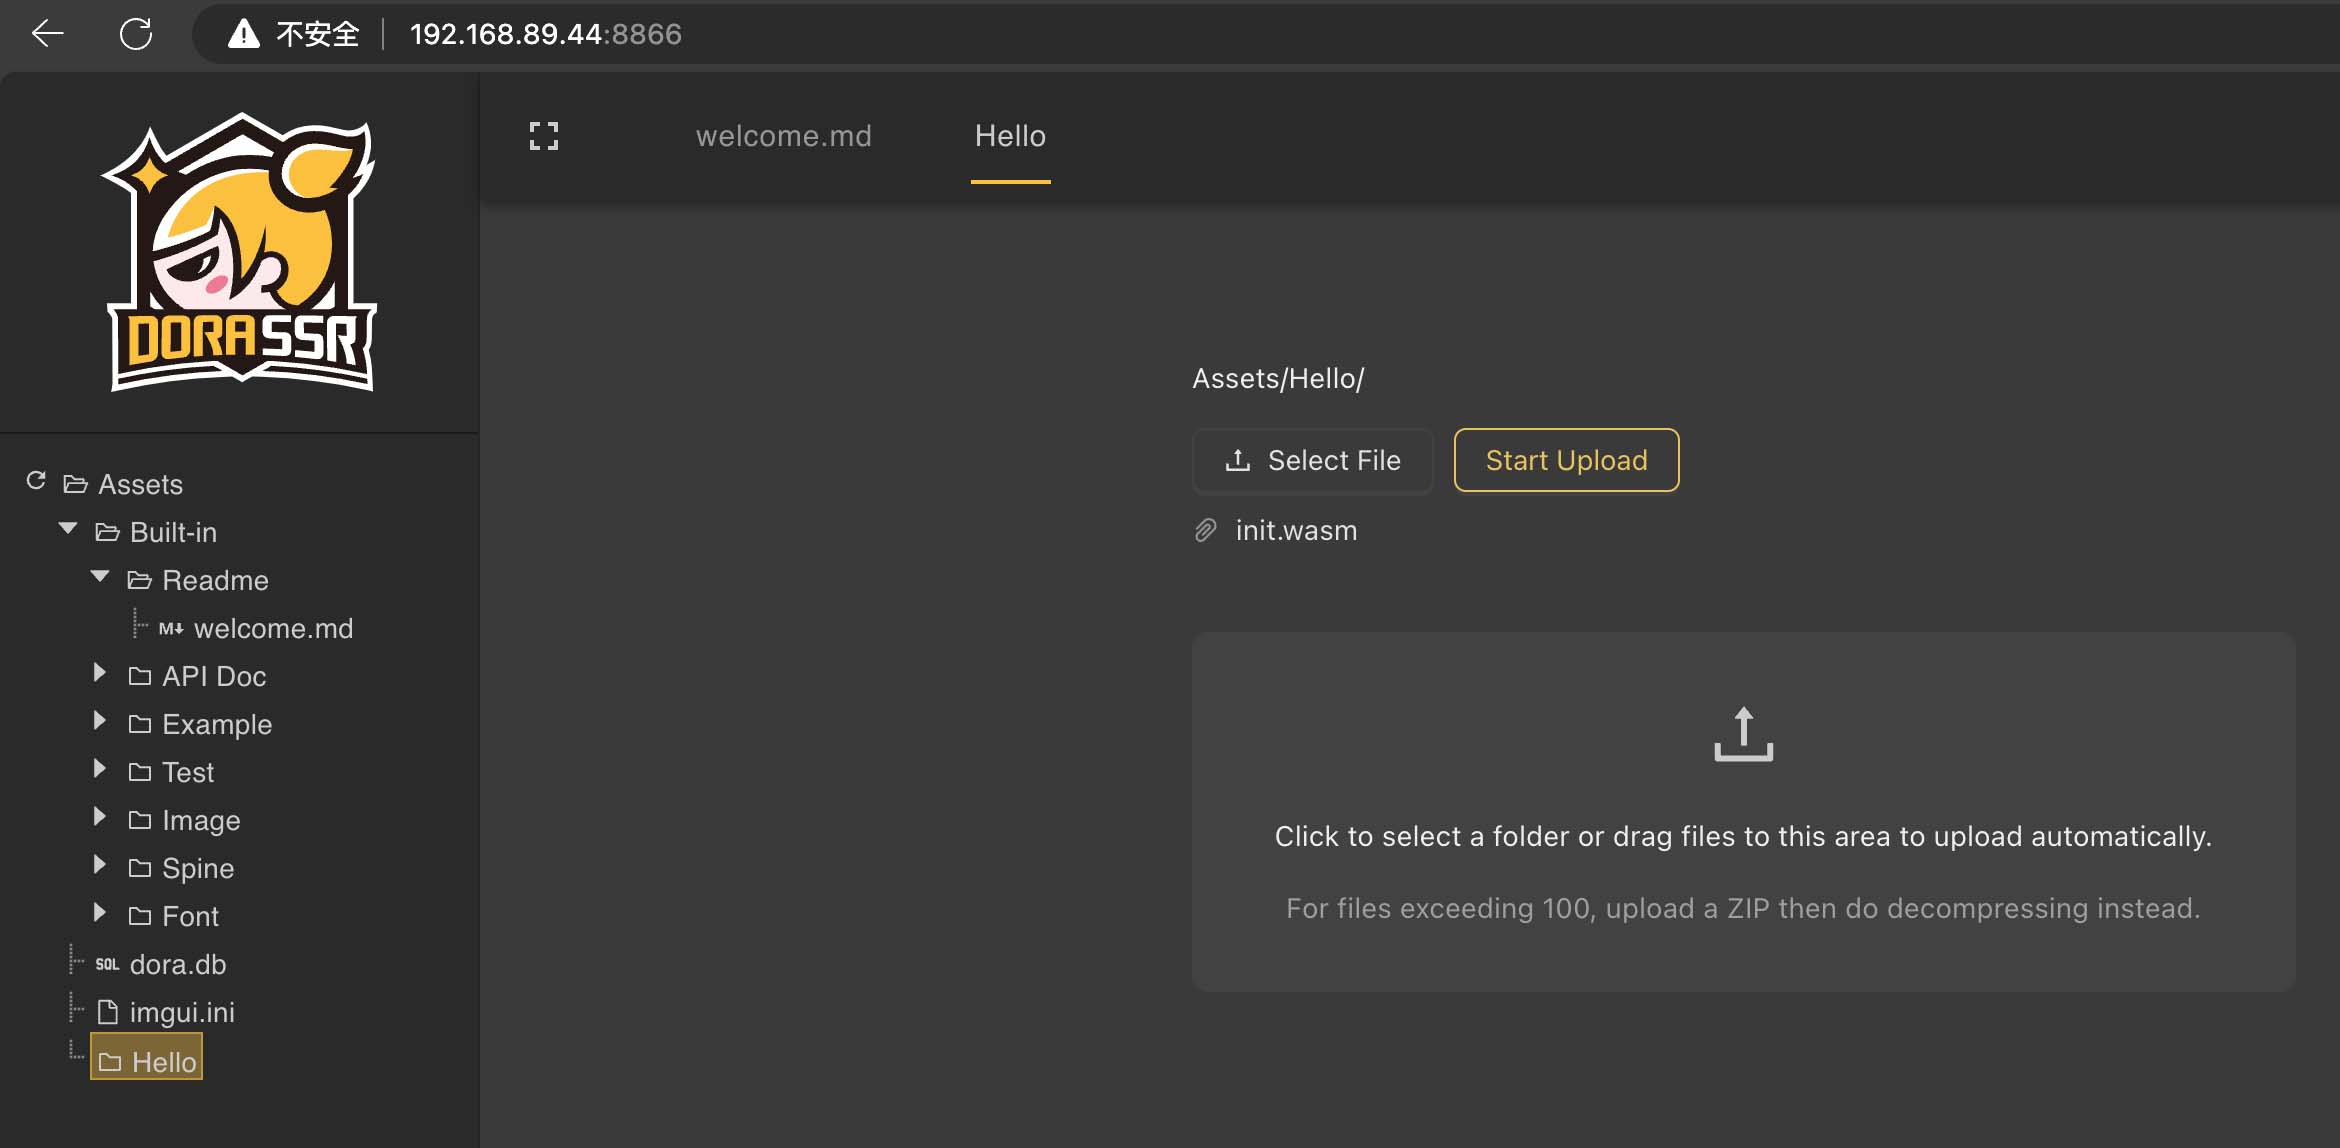 不安全 192.168.89.44:8866
DORA SSR
welcome.md Hello
Assets
Built-in
Readme
M↓ welcome.md
API Doc
Example
Test
Image
Spine
Font
SQL dora.db
imgui.ini
Hello
Assets/Hello/
Select File Start Upload
init.wasm
Click to select a folder or drag files to this area to upload automatically.
For files exceeding 100, upload a ZIP then do decompressing instead.